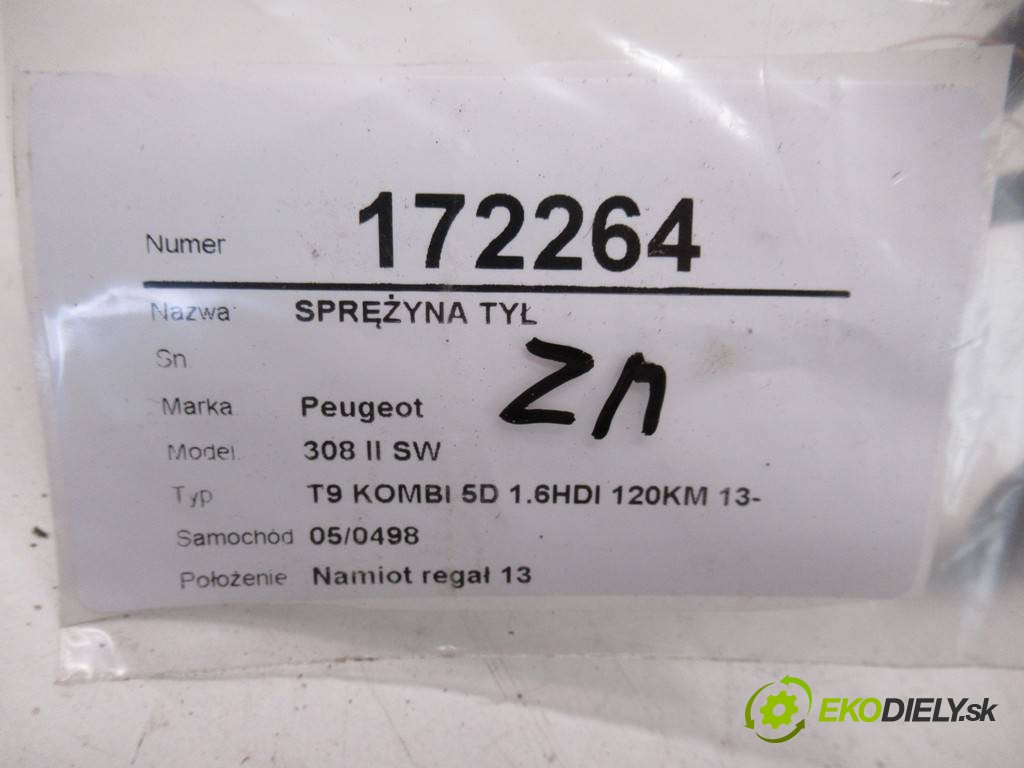 Numer 172264
Nazwa: SPRĘŻYNA TYŁ
Sn
Marka Peugeot
Model 308 II SW
Typ T9 KOMBI 5D 1.6HDI 120KM 13-
Samochód 05/0498
Położenie Namiot regał 13
EKODIELY.sk